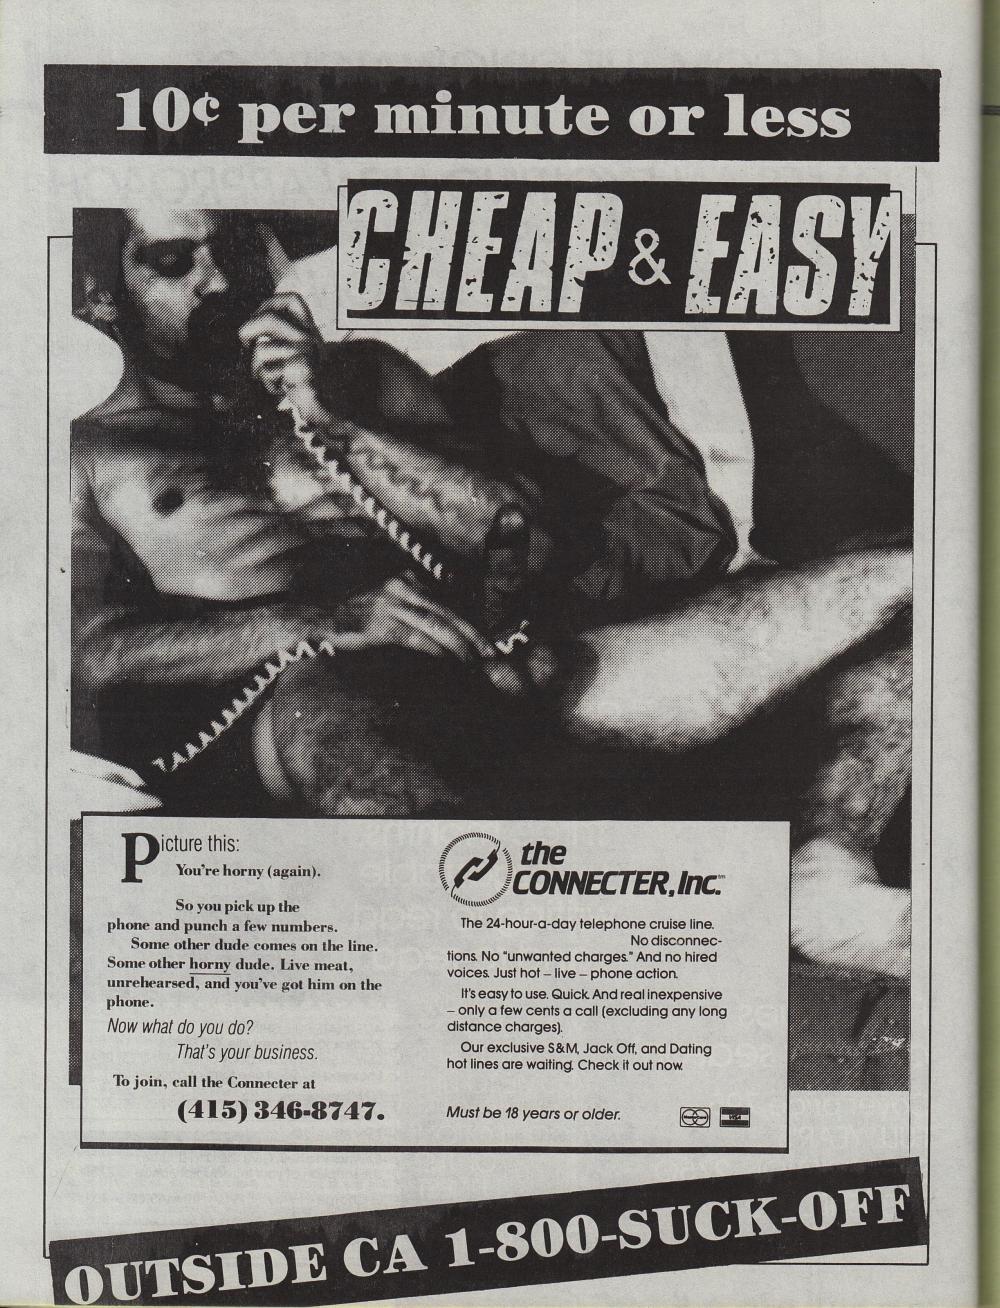 10¢ per minute or less
CHEAP & EASY
Picture this:
You're horny (again).
So you pick up the
phone and punch a few numbers.
Some other dude comes on the line.
Some other horny dude. Live meat,
unrehearsed, and you've got him on the
phone.
Now what do you do?
That's your business.
To join, call the Connecter at
(415) 346-8747.
the
CONNECTER, Inc.™
The 24-hour-a-day telephone cruise line.
No disconnec-
tions. No "unwanted charges." And no hired
voices. Just hot – live – phone action.
It's easy to use. Quick. And real inexpensive
– only a few cents a call (excluding any long
distance charges).
Our exclusive S&M, Jack Off, and Dating
hot lines are waiting. Check it out now.
Must be 18 years or older.
MasterCard
VISA
OUTSIDE CA 1-800-SUCK-OFF